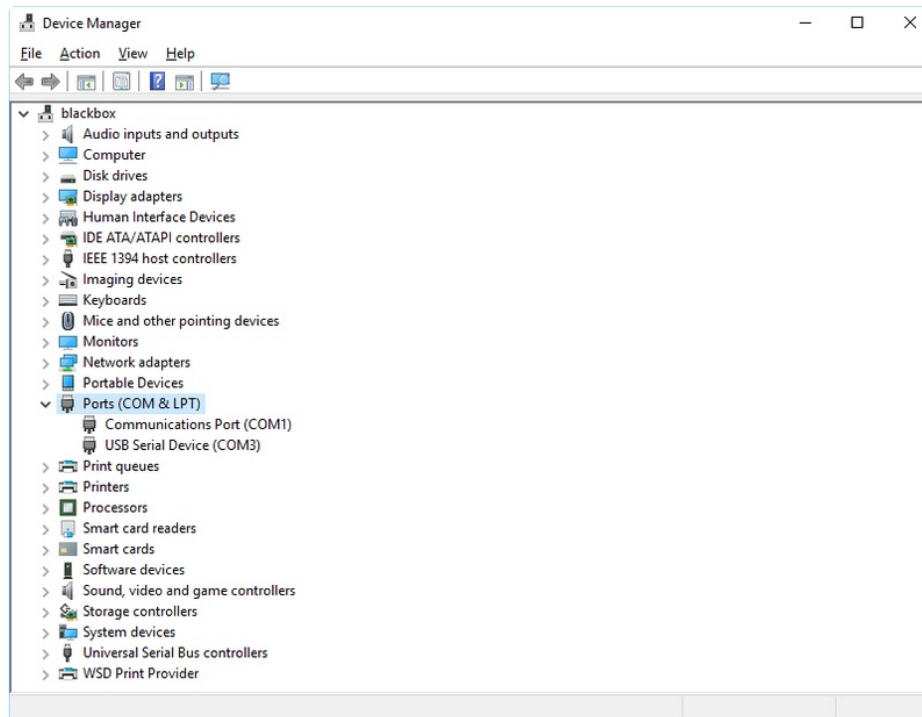 Device Manager
File Action View Help
blackbox
Audio inputs and outputs
Computer
Disk drives
Display adapters
Human Interface Devices
IDE ATA/ATAPI controllers
IEEE 1394 host controllers
Imaging devices
Keyboards
Mice and other pointing devices
Monitors
Network adapters
Portable Devices
Ports (COM & LPT)
Communications Port (COM1)
USB Serial Device (COM3)
Print queues
Printers
Processors
Smart card readers
Smart cards
Software devices
Sound, video and game controllers
Storage controllers
System devices
Universal Serial Bus controllers
WSD Print Provider